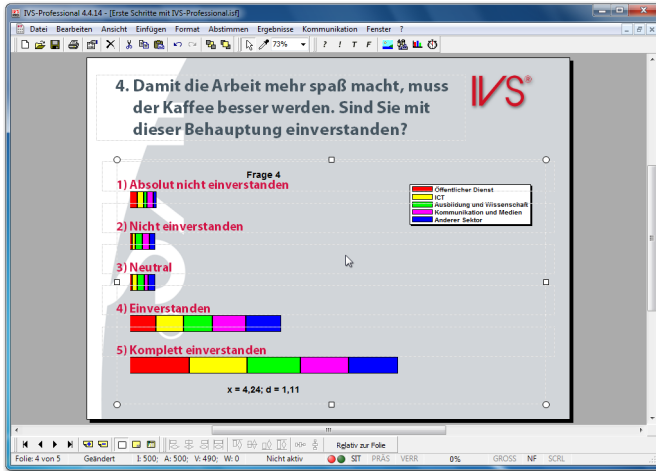 IVS-Professional 4.4.14 - [Erste Schritte mit IVS-Professional.isf]
Datei Bearbeiten Ansicht Einfügen Format Abstimmen Ergebnisse Kommunikation Fenster ?
73% ? ! T F
4. Damit die Arbeit mehr spaß macht, muss
der Kaffee besser werden. Sind Sie mit
dieser Behauptung einverstanden?
IVS®
Frage 4
1) Absolut nicht einverstanden
2) Nicht einverstanden
3) Neutral
4) Einverstanden
5) Komplett einverstanden
Öffentlicher Dienst
ICT
Ausbildung und Wissenschaft
Kommunikation und Medien
Anderer Sektor
x = 4,24; d = 1,11
Relativ zur Folie
Folie: 4 von 5 Geändert I: 500; A: 500; V: 490; W: 0 Nicht aktiv SIT PRÄS VERR 0% GROSS NF SCRL